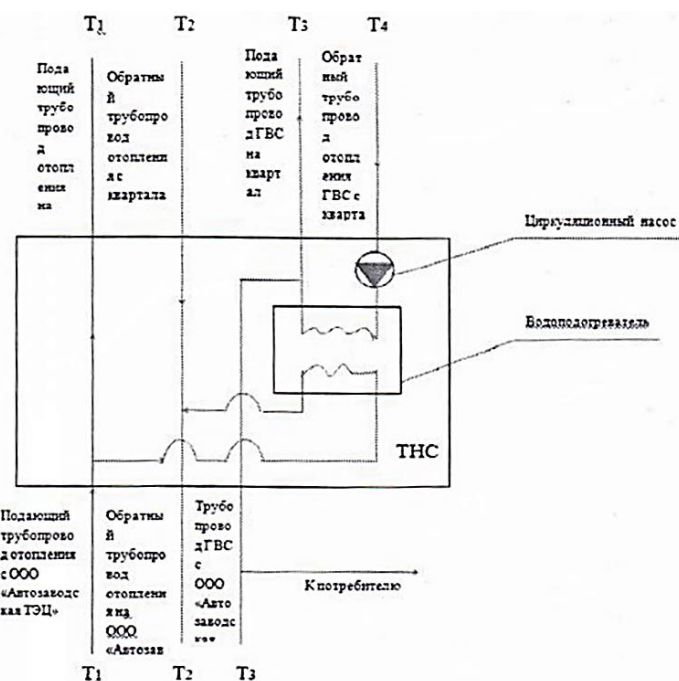 T1
T2
T3
T4
Пода
ющий
трубо
прово
д
отопл
ения
на
Обратны
й
трубопро
вод
отоплени
я с
квартала
Пода
ющий
трубо
прово
д ГВС
на
кварт
ал
Обрат
ный
трубо
прово
д
отопл
ения
ГВС с
кварта
Циркуляционный насос
Водоподогреватель
ТНС
Подающий
трубопрово
д отопления
с ООО
«Автозаводс
кая ТЭЦ»
Обратны
й
трубопро
вод
отоплени
я на
ООО
«Автозав
Трубо
прово
д ГВС
с
ООО
«Авто
заводс
К потребителю
T1
T2
T3